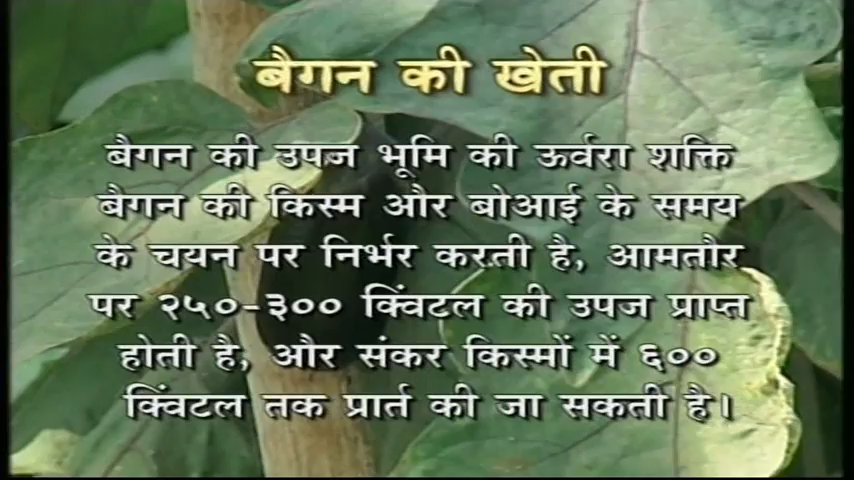 बैगन की खेती
बैगन की उपज भूमि की ऊर्वरा शक्ति
बैगन की किस्म और बोआई के समय
के चयन पर निर्भर करती है, आमतौर
पर २५०-३०० क्विंटल की उपज प्राप्त
होती है, और संकर किस्मों में ६००
क्विंटल तक प्रार्त की जा सकती है।